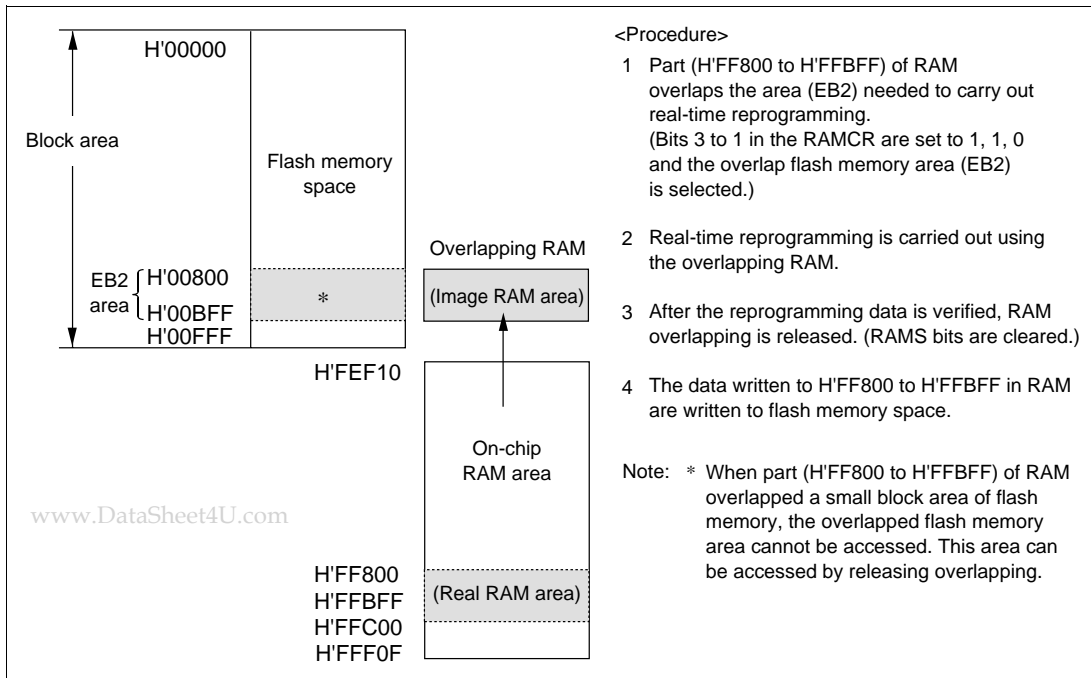 H'00000
Block area
Flash memory
space
EB2
area
H'00800
H'00BFF
H'00FFF
*
Overlapping RAM
(Image RAM area)
H'FEF10
On-chip
RAM area
H'FF800
H'FFBFF
H'FFC00
H'FFF0F
(Real RAM area)
www.DataSheet4U.com
<Procedure>
1 Part (H'FF800 to H'FFBFF) of RAM
overlaps the area (EB2) needed to carry out
real-time reprogramming.
(Bits 3 to 1 in the RAMCR are set to 1, 1, 0
and the overlap flash memory area (EB2)
is selected.)
2 Real-time reprogramming is carried out using
the overlapping RAM.
3 After the reprogramming data is verified, RAM
overlapping is released. (RAMS bits are cleared.)
4 The data written to H'FF800 to H'FFBFF in RAM
are written to flash memory space.
Note: * When part (H'FF800 to H'FFBFF) of RAM
overlapped a small block area of flash
memory, the overlapped flash memory
area cannot be accessed. This area can
be accessed by releasing overlapping.